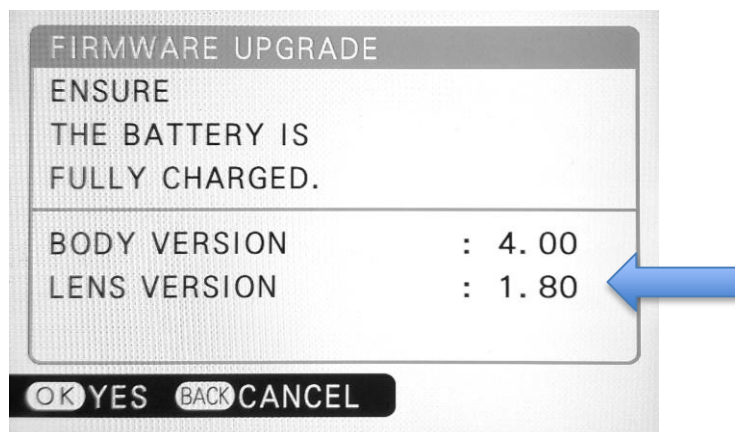 FIRMWARE UPGRADE
ENSURE
THE BATTERY IS
FULLY CHARGED.
BODY VERSION : 4.00
LENS VERSION : 1.80
OK YES BACK CANCEL